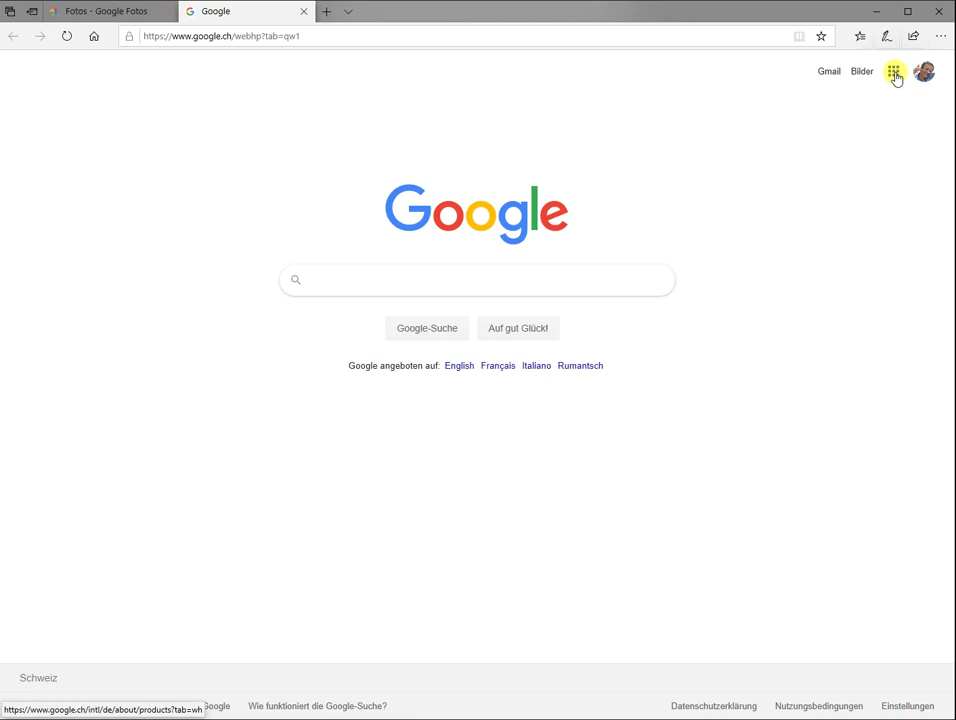 Fotos - Google Fotos
Google
https://www.google.ch/webhp?tab=qw1
Gmail Bilder
Google
Google-Suche Auf gut Glück!
Google angeboten auf: English Français Italiano Rumantsch
Schweiz
https://www.google.ch/intl/de/about/products?tab=wh
Google Wie funktioniert die Google-Suche? Datenschutzerklärung Nutzungsbedingungen Einstellungen